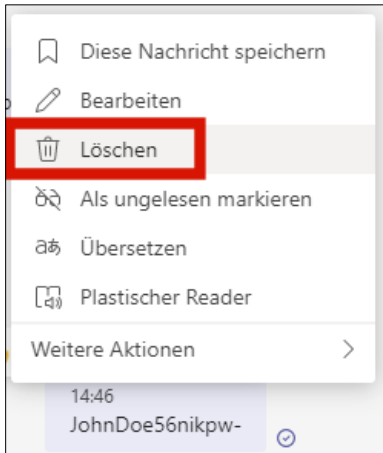 Diese Nachricht speichern
Bearbeiten
Löschen
Als ungelesen markieren
Übersetzen
Plastischer Reader
Weitere Aktionen
14:46
JohnDoe56nikpw-